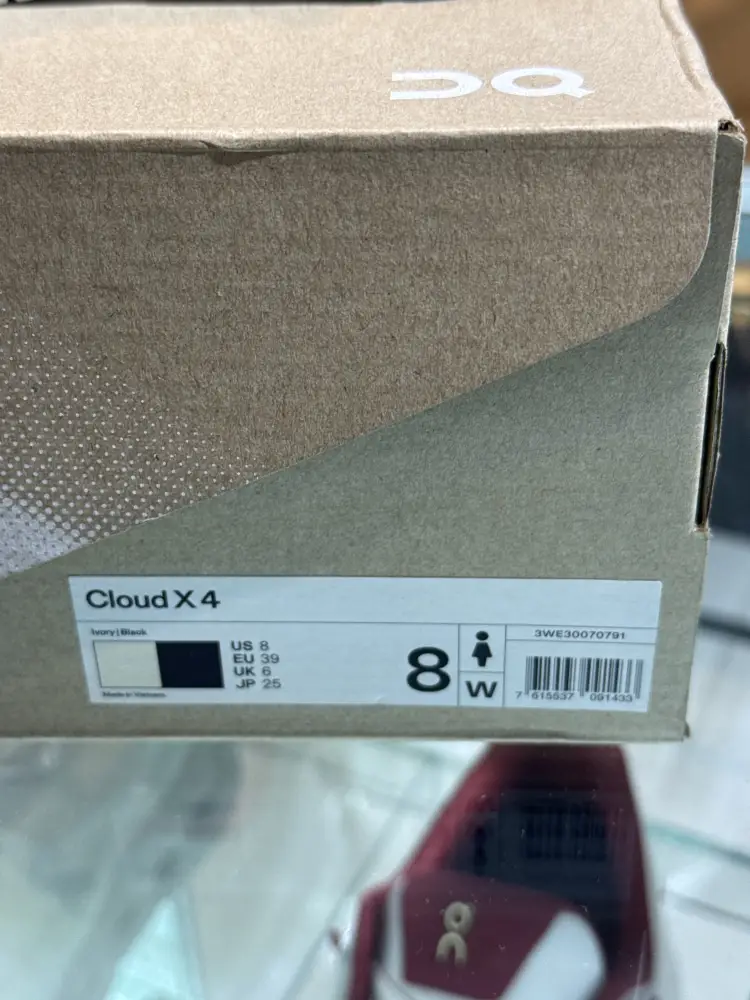 Cloud X 4
Ivory | Black
US 8
EU 39
UK 6
JP 25
Made in Vietnam
8
W
3WE30070791
7 615537 091433